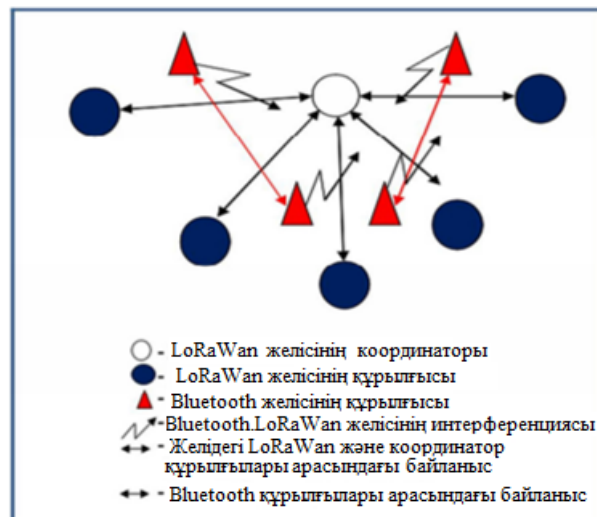 - LoRaWan желісінің координаторы
- LoRaWan желісінің құрылғысы
- Bluetooth желісінің құрылғысы
-Bluetooth.LoRaWan желісінің интерференциясы
- Желідегі LoRaWan және координатор
құрылғылары арасындағы байланыс
- Bluetooth құрылғылары арасындағы байланыс